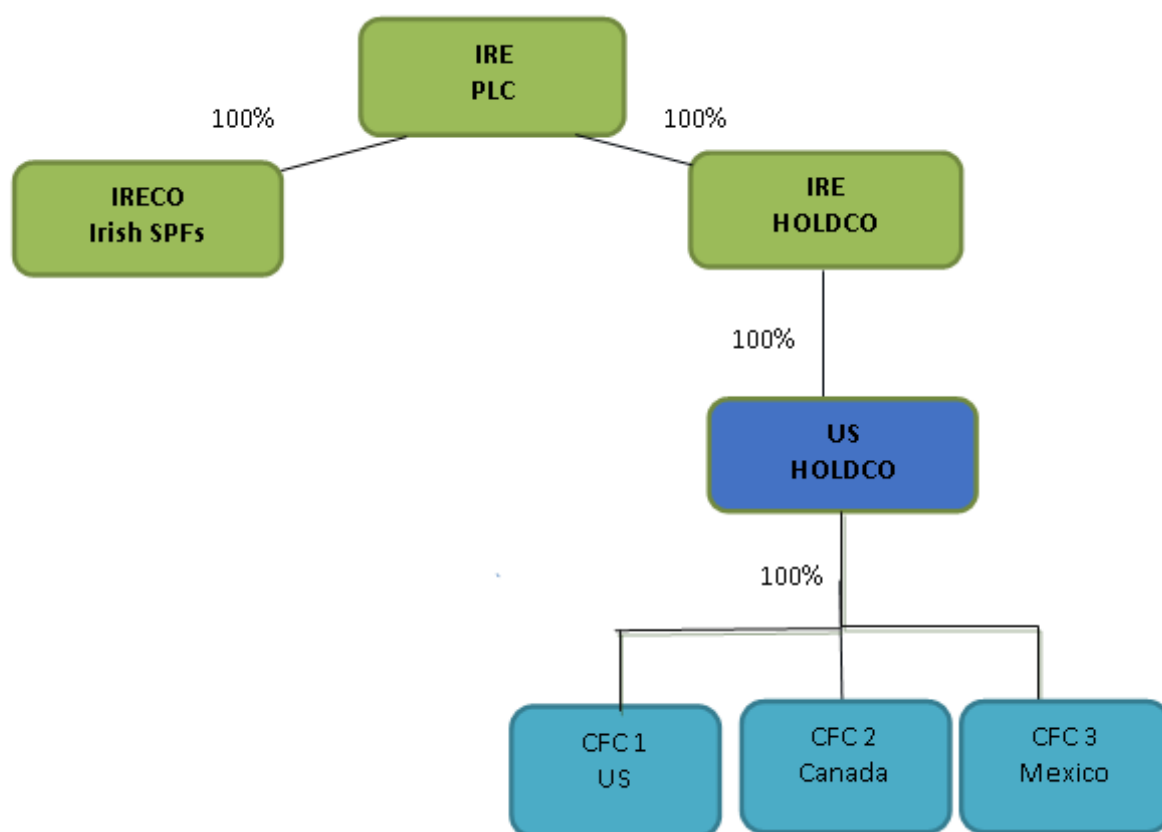 IRE
PLC
100%
100%
IRECO
Irish SPFs
IRE
HOLDCO
100%
US
HOLDCO
100%
CFC 1
US
CFC 2
Canada
CFC 3
Mexico